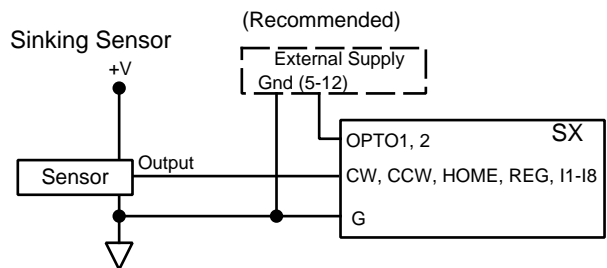 (Recommended)
Sinking Sensor
+V
External Supply
Gnd (5-12)
SX
OPTO1, 2
Output
Sensor
CW, CCW, HOME, REG, I1-I8
G